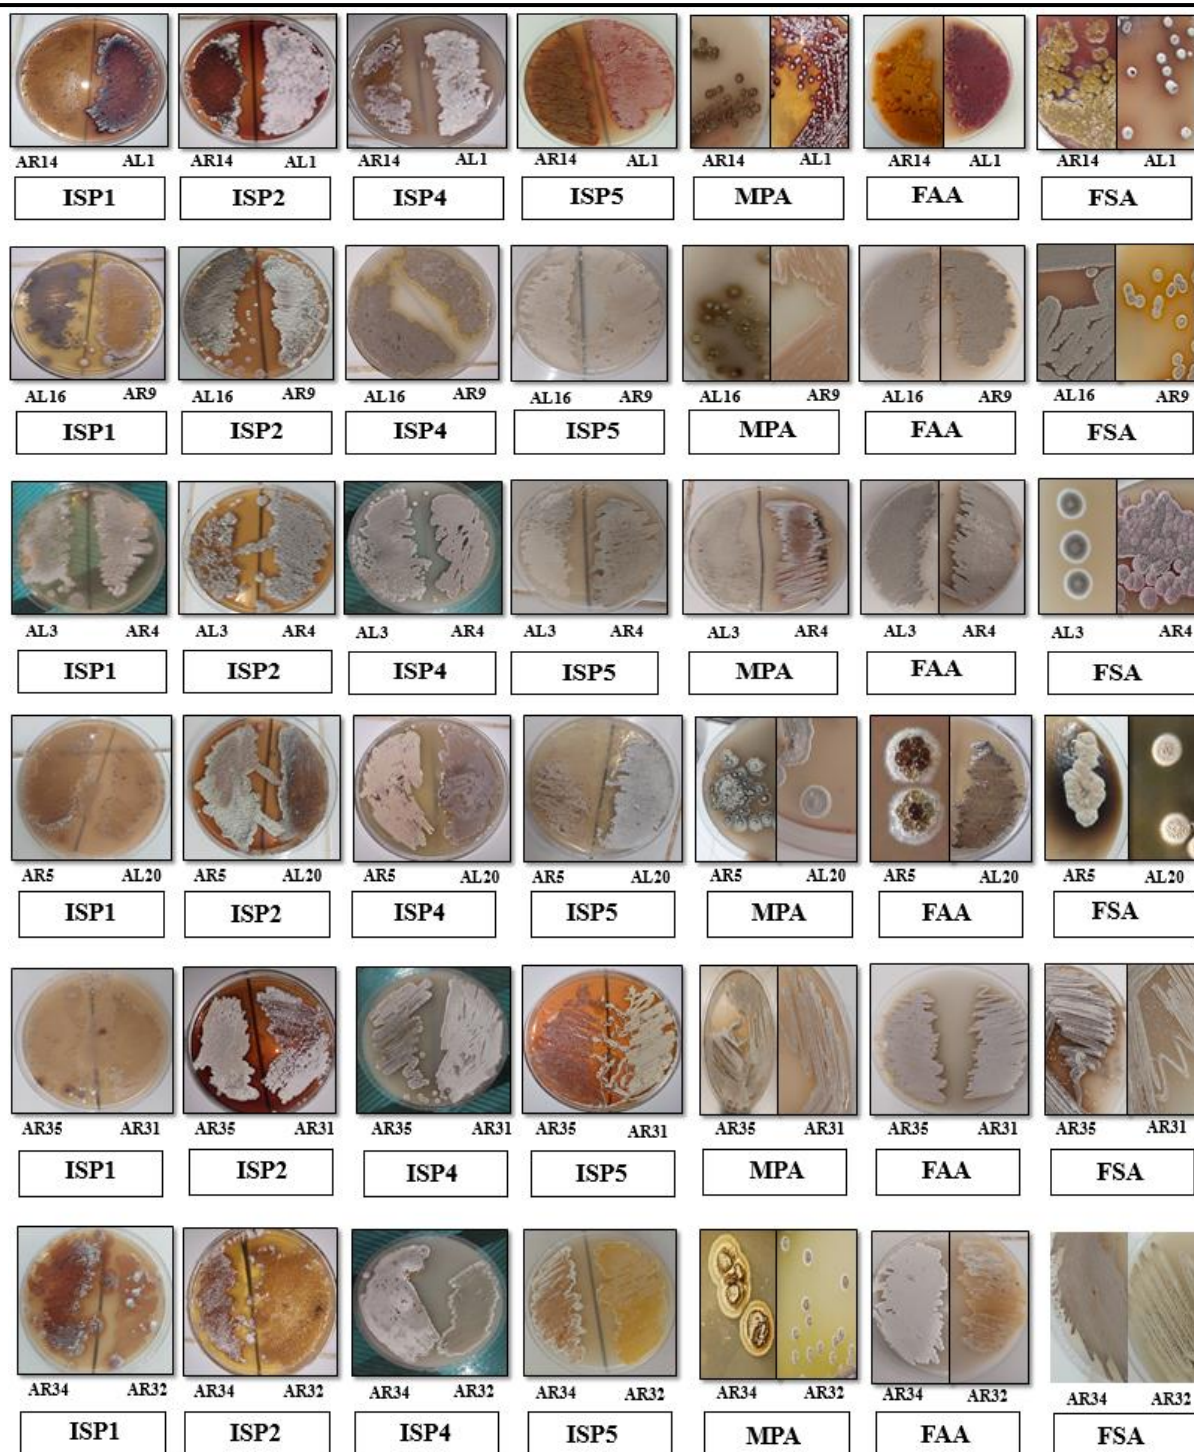 AR14 AL1 AR14 AL1 AR14 AL1 AR14 AL1 AR14 AL1 AR14 AL1 AR14 AL1
ISP1 ISP2 ISP4 ISP5 MPA FAA FSA
AL16 AR9 AL16 AR9 AL16 AR9 AL16 AR9 AL16 AR9 AL16 AR9 AL16 AR9
ISP1 ISP2 ISP4 ISP5 MPA FAA FSA
AL3 AR4 AL3 AR4 AL3 AR4 AL3 AR4 AL3 AR4 AL3 AR4 AL3 AR4
ISP1 ISP2 ISP4 ISP5 MPA FAA FSA
AR5 AL20 AR5 AL20 AR5 AL20 AR5 AL20 AR5 AL20 AR5 AL20 AR5 AL20
ISP1 ISP2 ISP4 ISP5 MPA FAA FSA
AR35 AR31 AR35 AR31 AR35 AR31 AR35 AR31 AR35 AR31 AR35 AR31 AR35 AR31
ISP1 ISP2 ISP4 ISP5 MPA FAA FSA
AR34 AR32 AR34 AR32 AR34 AR32 AR34 AR32 AR34 AR32 AR34 AR32 AR34 AR32
ISP1 ISP2 ISP4 ISP5 MPA FAA FSA